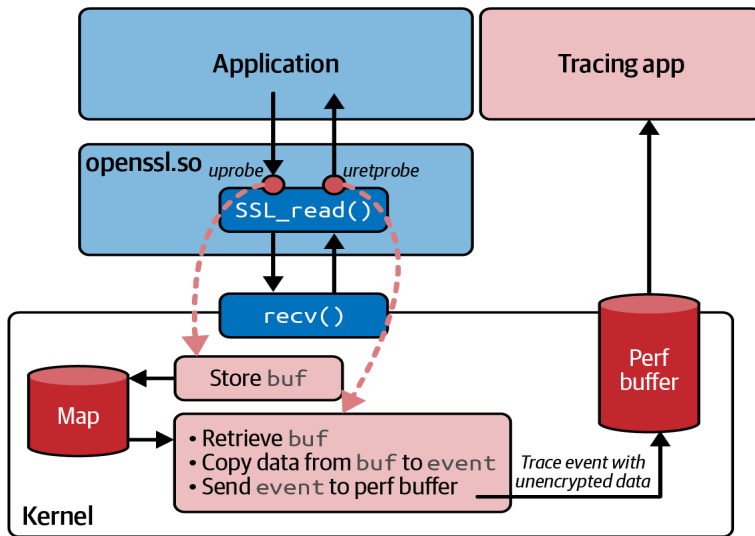 Application
Tracing app
openssl.so
uprobe
uretprobe
SSL_read()
recv()
Store buf
Map
• Retrieve buf
• Copy data from buf to event
• Send event to perf buffer
Perf
buffer
Trace event with
unencrypted data
Kernel